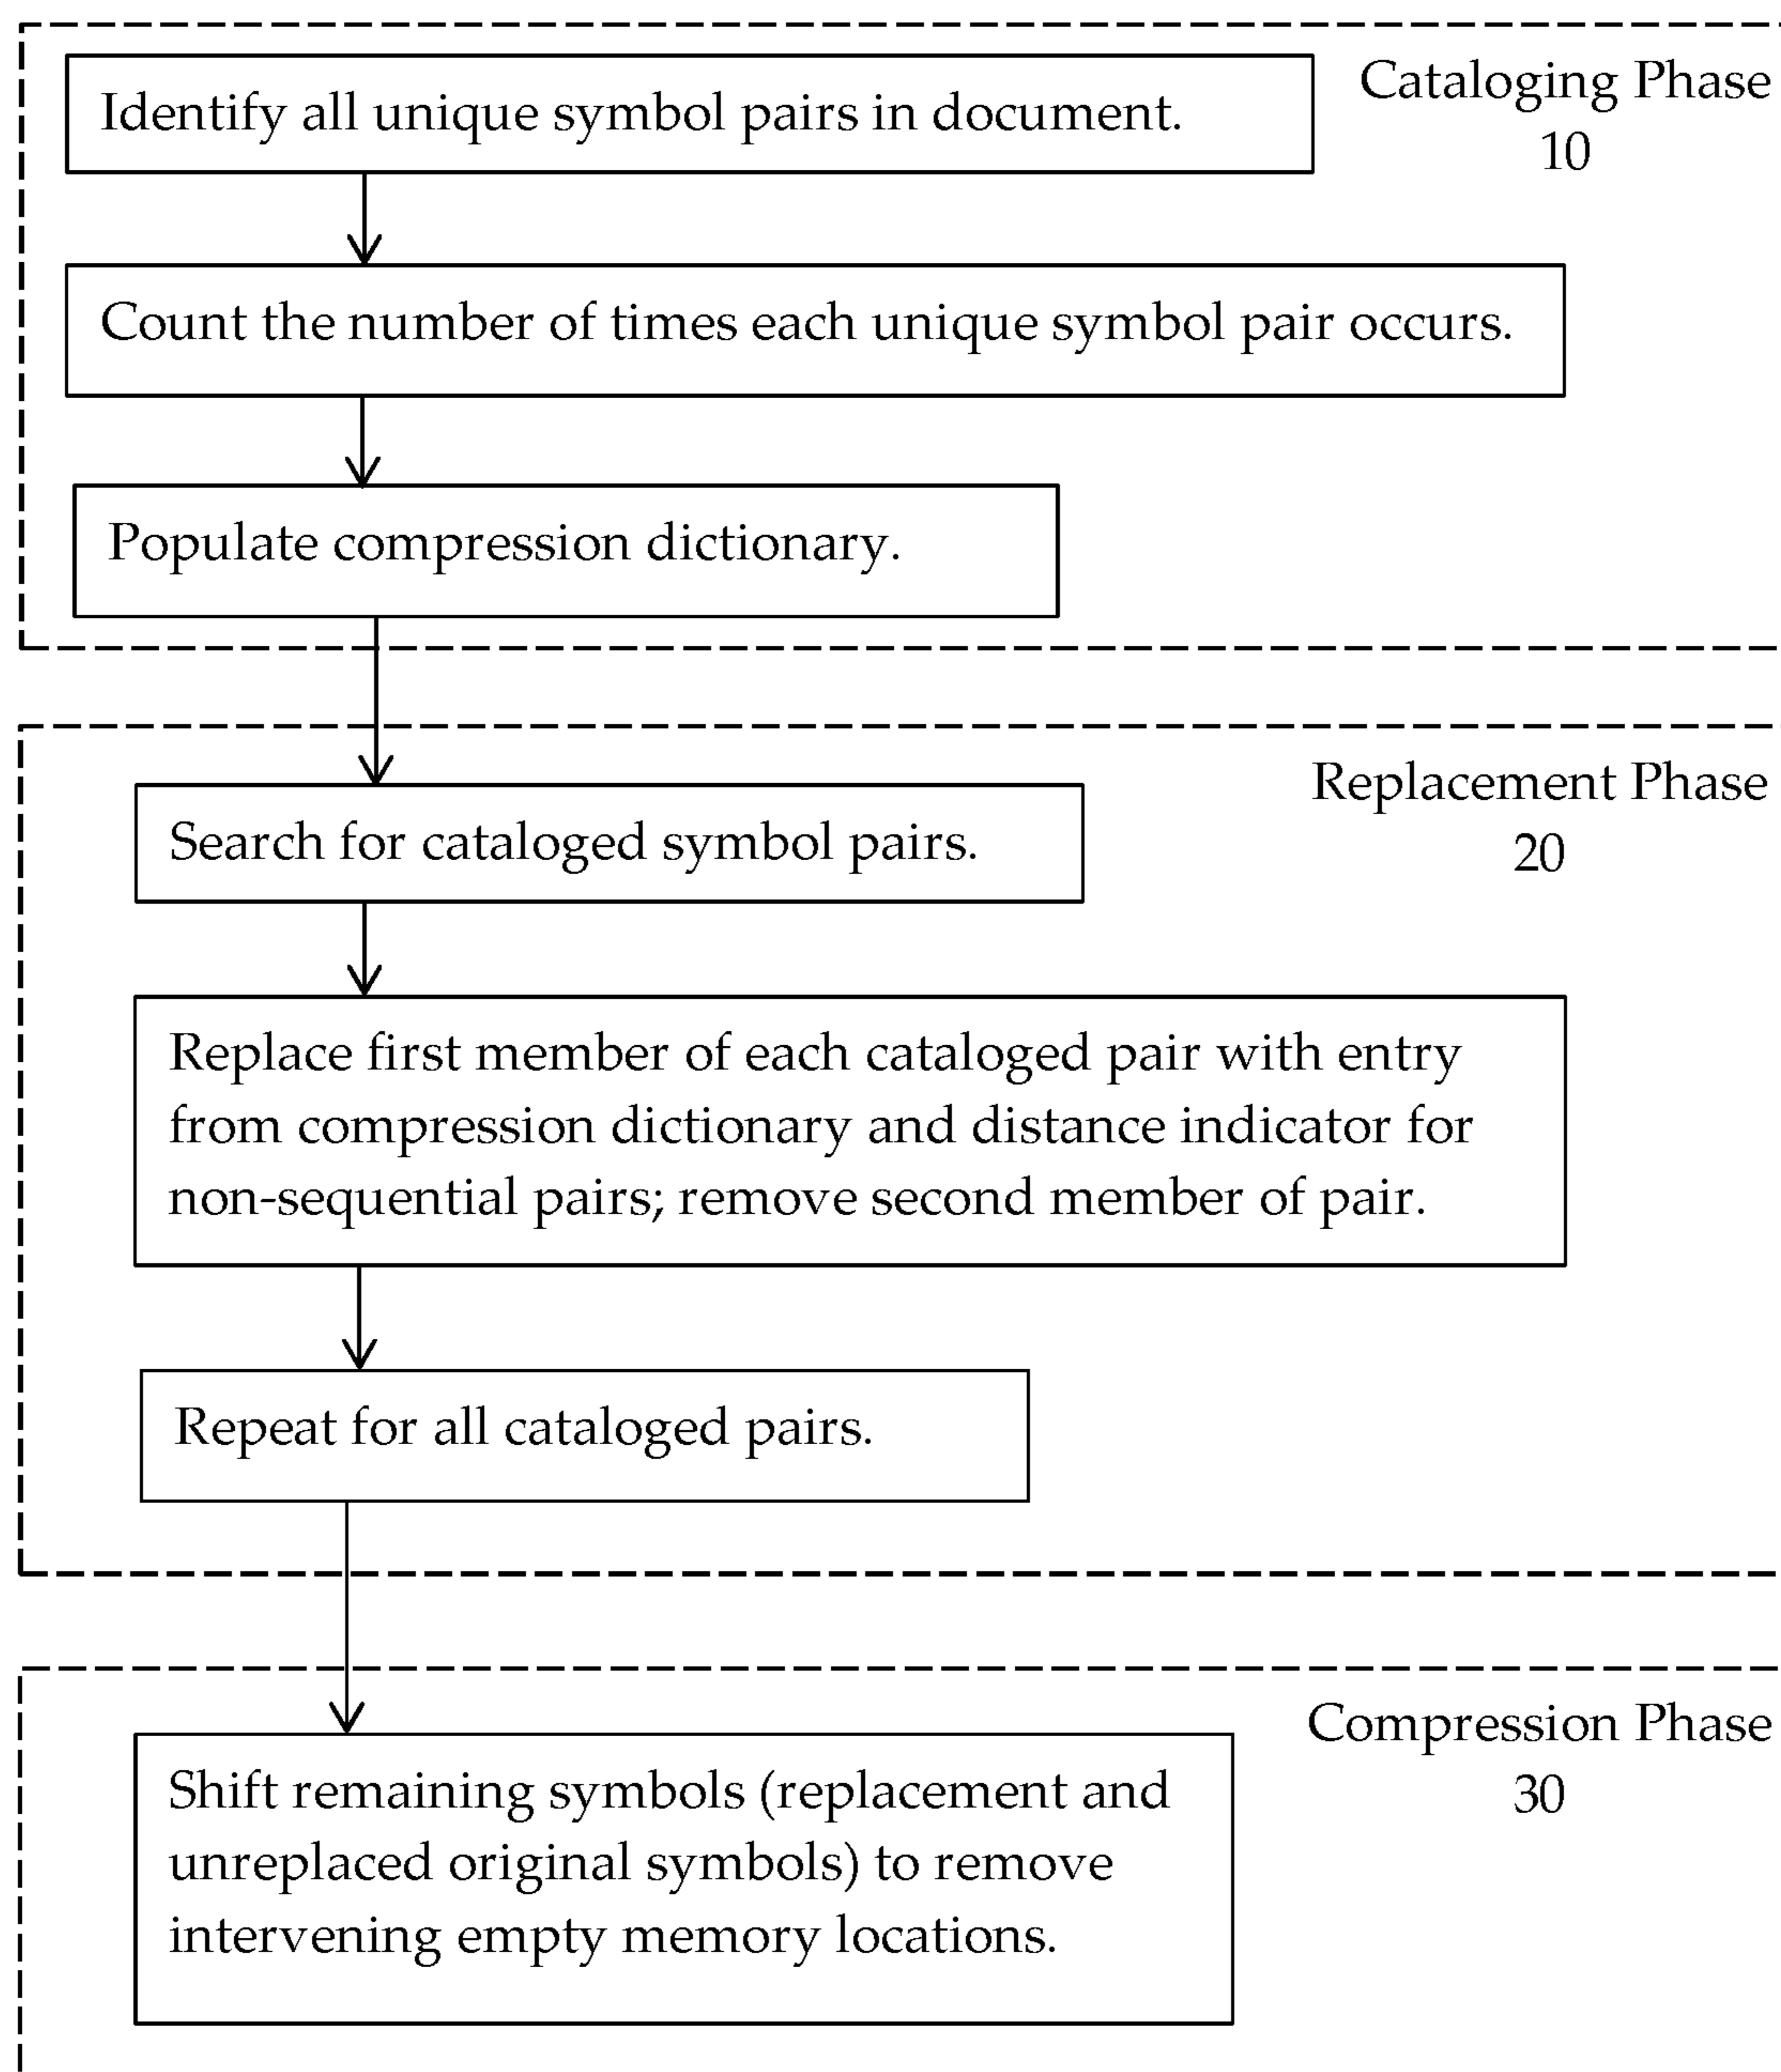 Cataloging Phase
10
Identify all unique symbol pairs in document.
Count the number of times each unique symbol pair occurs.
Populate compression dictionary.
Replacement Phase
20
Search for cataloged symbol pairs.
Replace first member of each cataloged pair with entry
from compression dictionary and distance indicator for
non-sequential pairs; remove second member of pair.
Repeat for all cataloged pairs.
Compression Phase
30
Shift remaining symbols (replacement and
unreplaced original symbols) to remove
intervening empty memory locations.